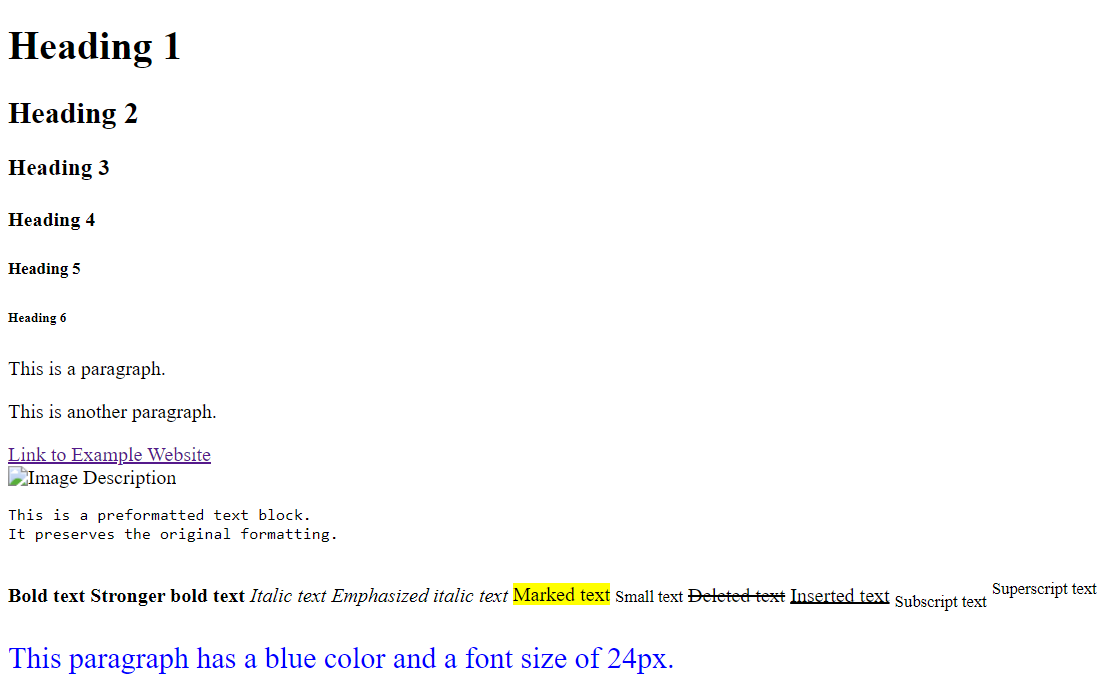 Heading 1
Heading 2
Heading 3
Heading 4
Heading 5
Heading 6
This is a paragraph.
This is another paragraph.
Link to Example Website
Image Description
This is a preformatted text block.
It preserves the original formatting.
Bold text Stronger bold text Italic text Emphasized italic text Marked text Small text Deleted text Inserted text Subscript text Superscript text
This paragraph has a blue color and a font size of 24px.